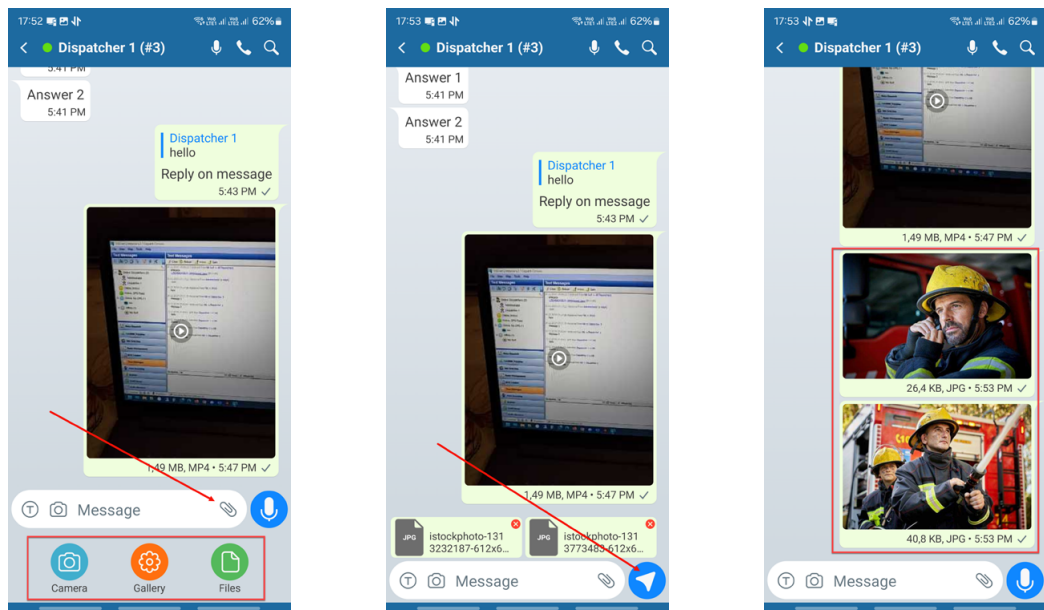 17:52
62%
Dispatcher 1 (#3)
5:41 PM
Answer 2
5:41 PM
Dispatcher 1
hello
Reply on message
5:43 PM
Text Messages
1,49 MB, MP4 • 5:47 PM
T
Message
Camera
Gallery
Files
17:53
62%
Dispatcher 1 (#3)
Answer 1
5:41 PM
Answer 2
5:41 PM
Dispatcher 1
hello
Reply on message
5:43 PM
Text Messages
1,49 MB, MP4 • 5:47 PM
JPG
istockphoto-131
3232187-612x6...
JPG
istockphoto-131
3773483-612x6...
T
Message
17:53
62%
Dispatcher 1 (#3)
1,49 MB, MP4 • 5:47 PM
26,4 KB, JPG • 5:53 PM
40,8 KB, JPG • 5:53 PM
T
Message